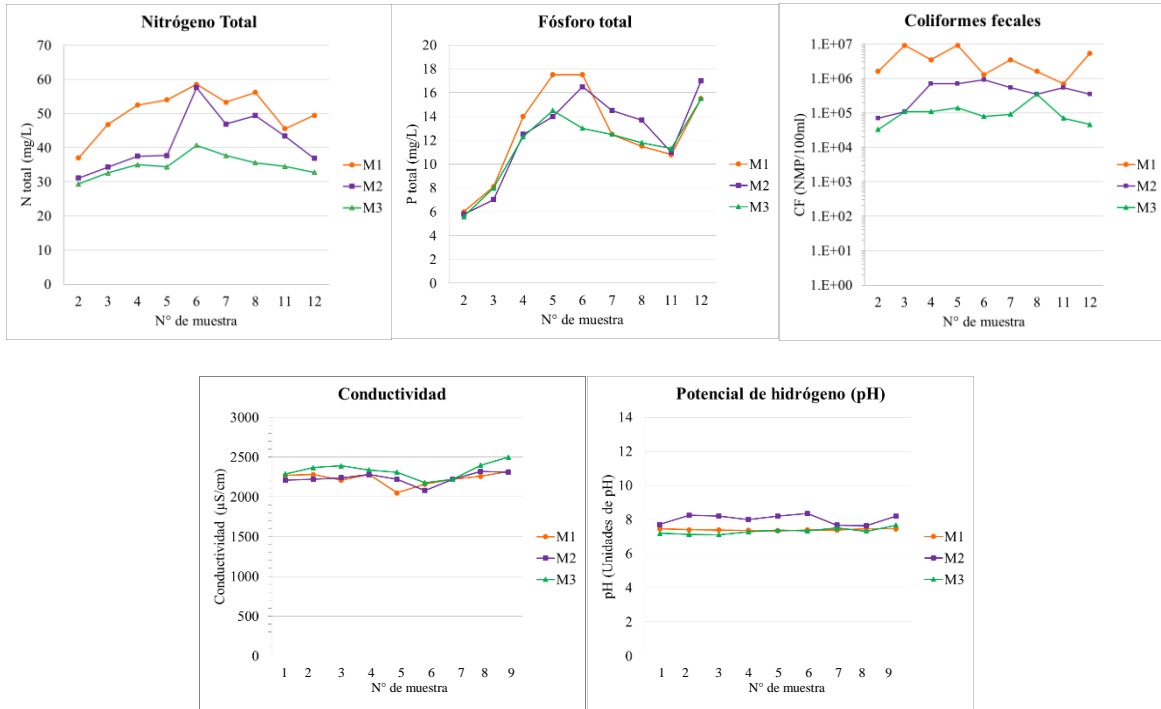 Nitrógeno Total
70
60
50
40
30
20
10
0
N total (mg/L)
2 3 4 5 6 7 8 11 12
N° de muestra
M1
M2
M3
Fósforo total
20
18
16
14
12
10
8
6
4
2
0
P total (mg/L)
2 3 4 5 6 7 8 11 12
N° de muestra
M1
M2
M3
Coliformes fecales
1.E+07
1.E+06
1.E+05
1.E+04
1.E+03
1.E+02
1.E+01
1.E+00
CF (NMP/100ml)
2 3 4 5 6 7 8 11 12
N° de muestra
M1
M2
M3
Conductividad
3000
2500
2000
1500
1000
500
0
Conductividad (µS/cm)
1 2 3 4 5 6 7 8 9
N° de muestra
M1
M2
M3
Potencial de hidrógeno (pH)
14
12
10
8
6
4
2
0
pH (Unidades de pH)
1 2 3 4 5 6 7 8 9
N° de muestra
M1
M2
M3